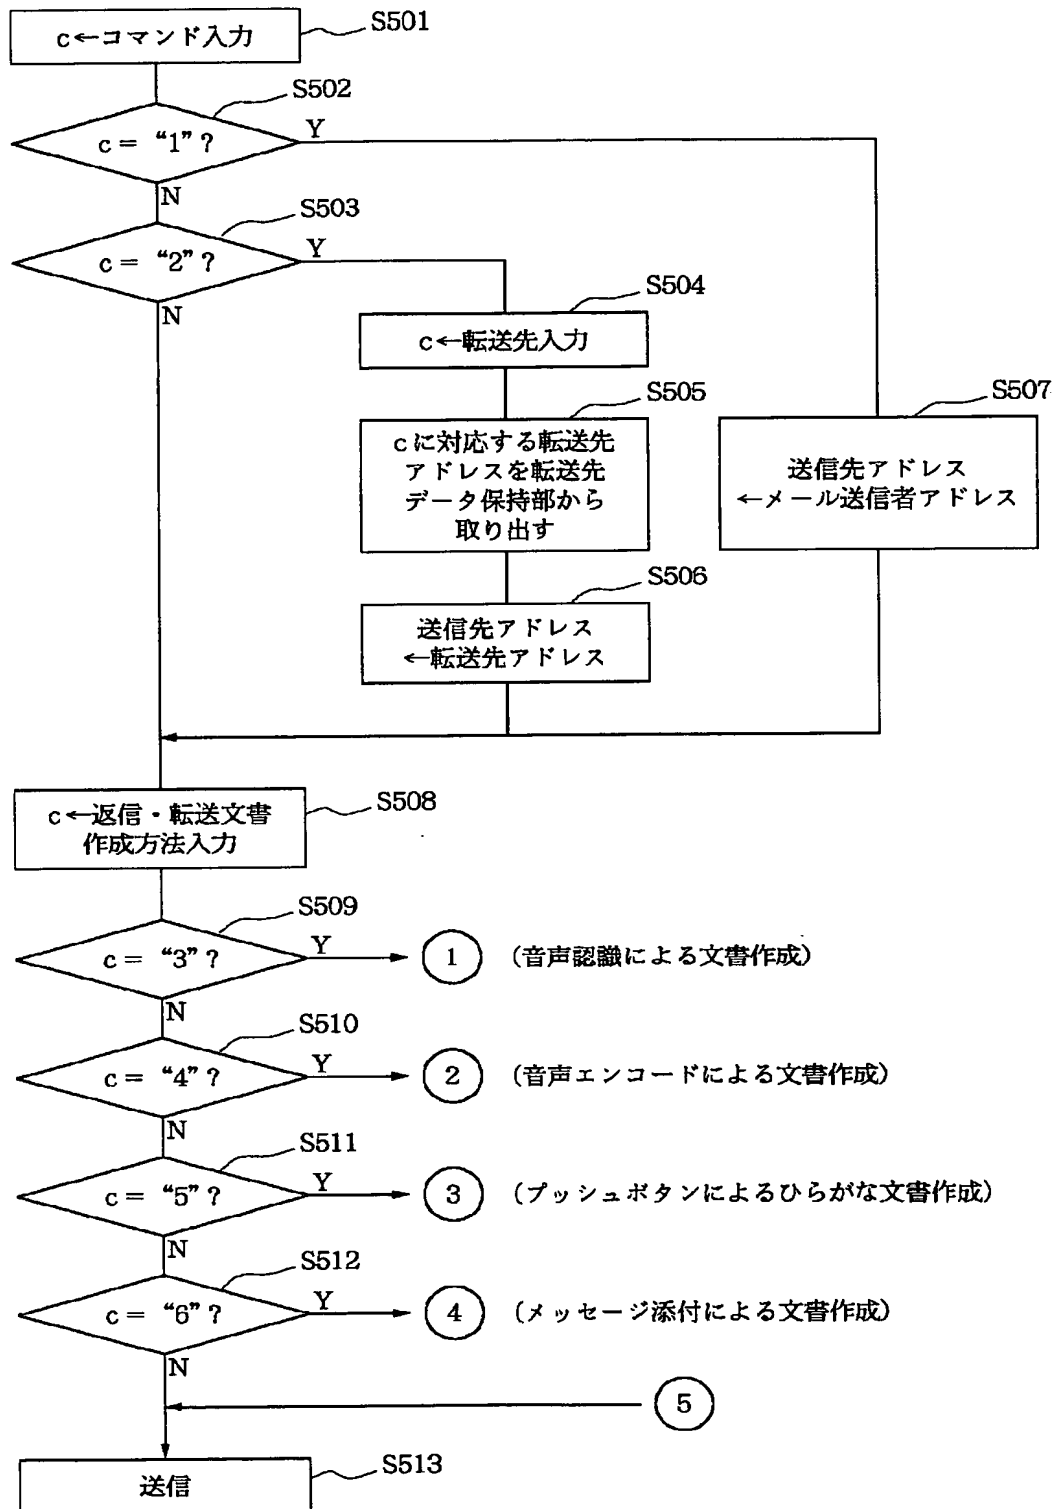 c←コマンド入力
S501
S502
c = “1”?
Y
N
S503
c = “2”?
Y
N
S504
c←転送先入力
S505
cに対応する転送先
アドレスを転送先
データ保持部から
取り出す
S507
送信先アドレス
←メール送信者アドレス
S506
送信先アドレス
←転送先アドレス
S508
c←返信・転送文書
作成方法入力
S509
c = “3”?
Y
1
(音声認識による文書作成)
N
S510
c = “4”?
Y
2
(音声エンコードによる文書作成)
N
S511
c = “5”?
Y
3
(プッシュボタンによるひらがな文書作成)
N
S512
c = “6”?
Y
4
(メッセージ添付による文書作成)
N
5
S513
送信